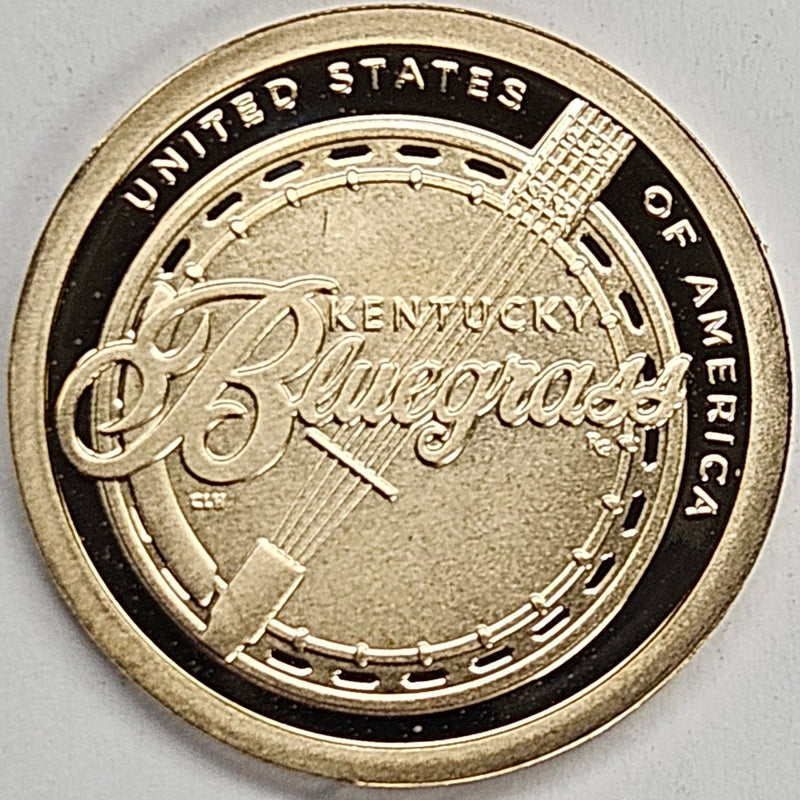 UNITED STATES OF AMERICA
KENTUCKY
Bluegrass